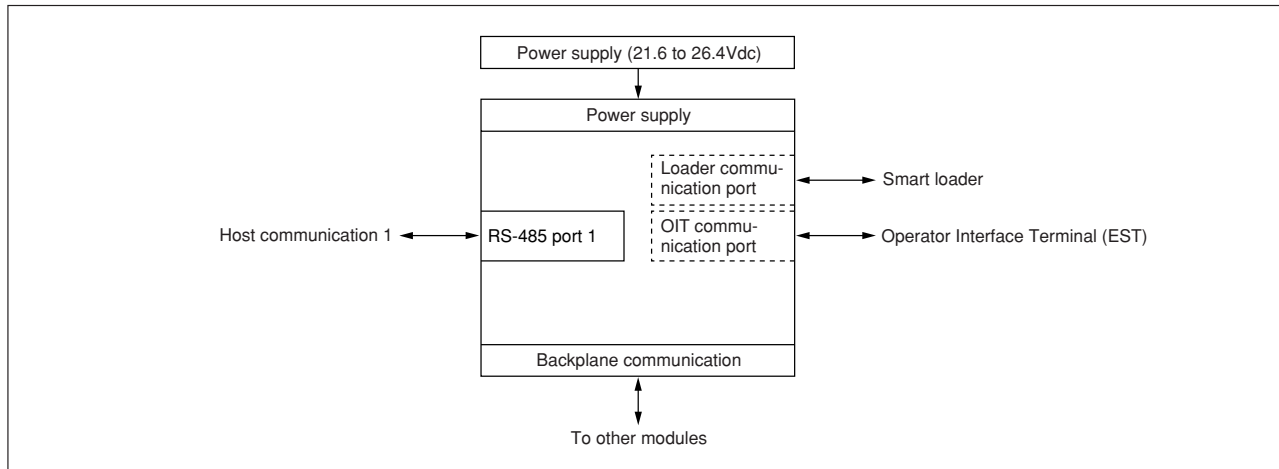 Power supply (21.6 to 26.4Vdc)
Power supply
Loader commu-
nication port
Smart loader
Host communication 1
RS-485 port 1
OIT commu-
nication port
Operator Interface Terminal (EST)
Backplane communication
To other modules